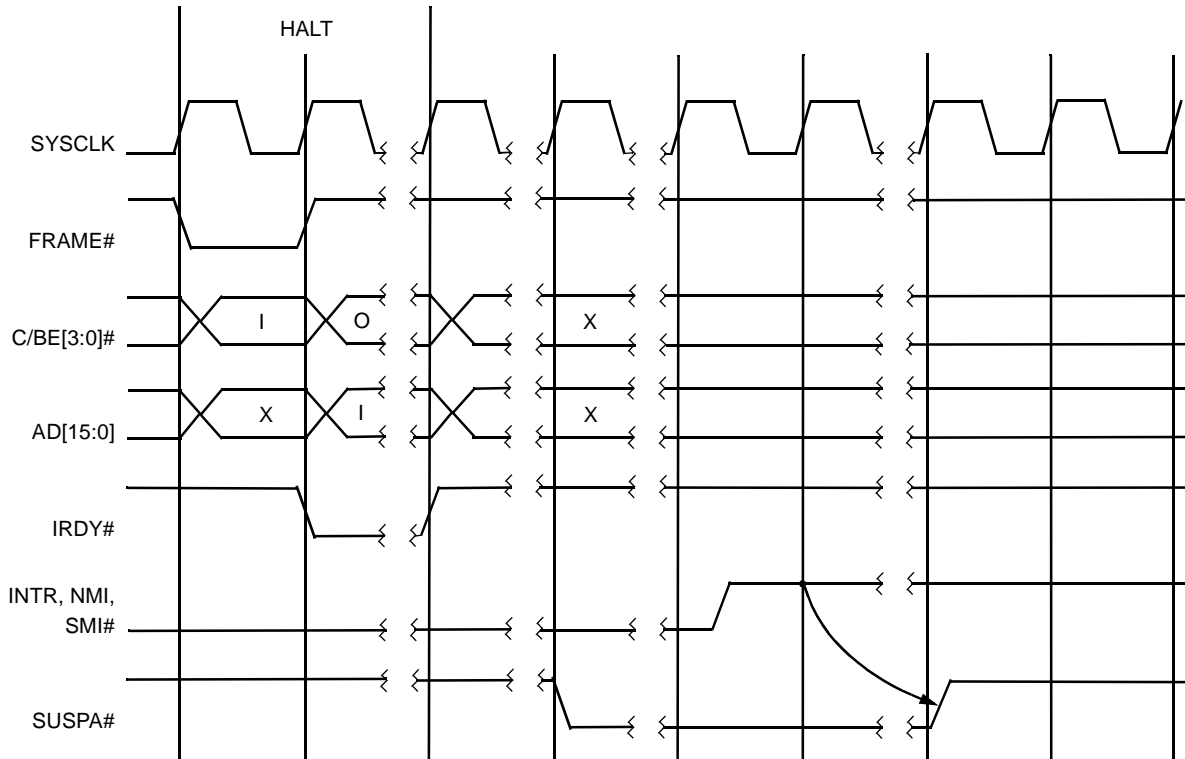 HALT
SYSCLK
FRAME#
C/BE[3:0]#
I
O
X
AD[15:0]
X
I
X
IRDY#
INTR, NMI,
SMI#
SUSPA#